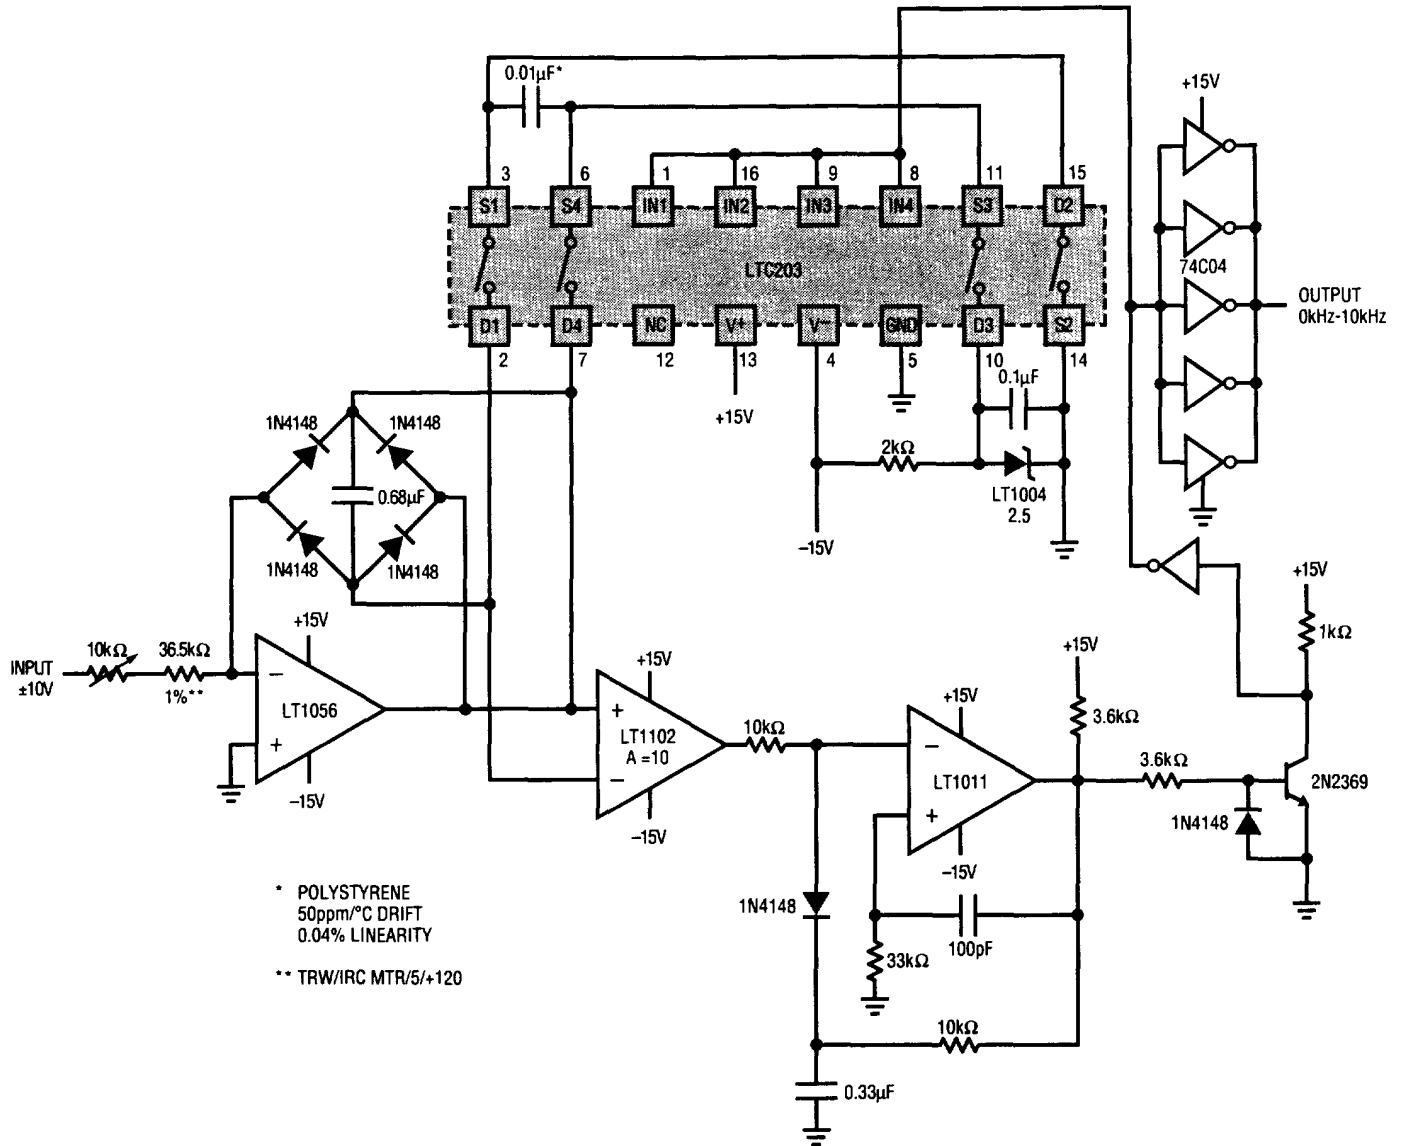 0.01µF*
+15V
3
6
1
16
9
8
11
15
S1
S4
IN1
IN2
IN3
IN4
S3
D2
LTC203
74C04
OUTPUT
0kHz-10kHz
D1
D4
NC
V+
V–
GND
D3
S2
2
7
12
13
4
5
10
14
0.1µF
+15V
1N4148
1N4148
2kΩ
0.68µF
LT1004
2.5
–15V
1N4148
1N4148
+15V
1kΩ
+15V
INPUT
±10V
10kΩ
36.5kΩ
1%**
–
LT1056
+
–15V
+15V
+
LT1102
A =10
–
–15V
10kΩ
+15V
–
LT1011
+
–15V
+15V
3.6kΩ
3.6kΩ
2N2369
1N4148
1N4148
100pF
33kΩ
10kΩ
0.33µF
* POLYSTYRENE
50ppm/°C DRIFT
0.04% LINEARITY
** TRW/IRC MTR/5/+120